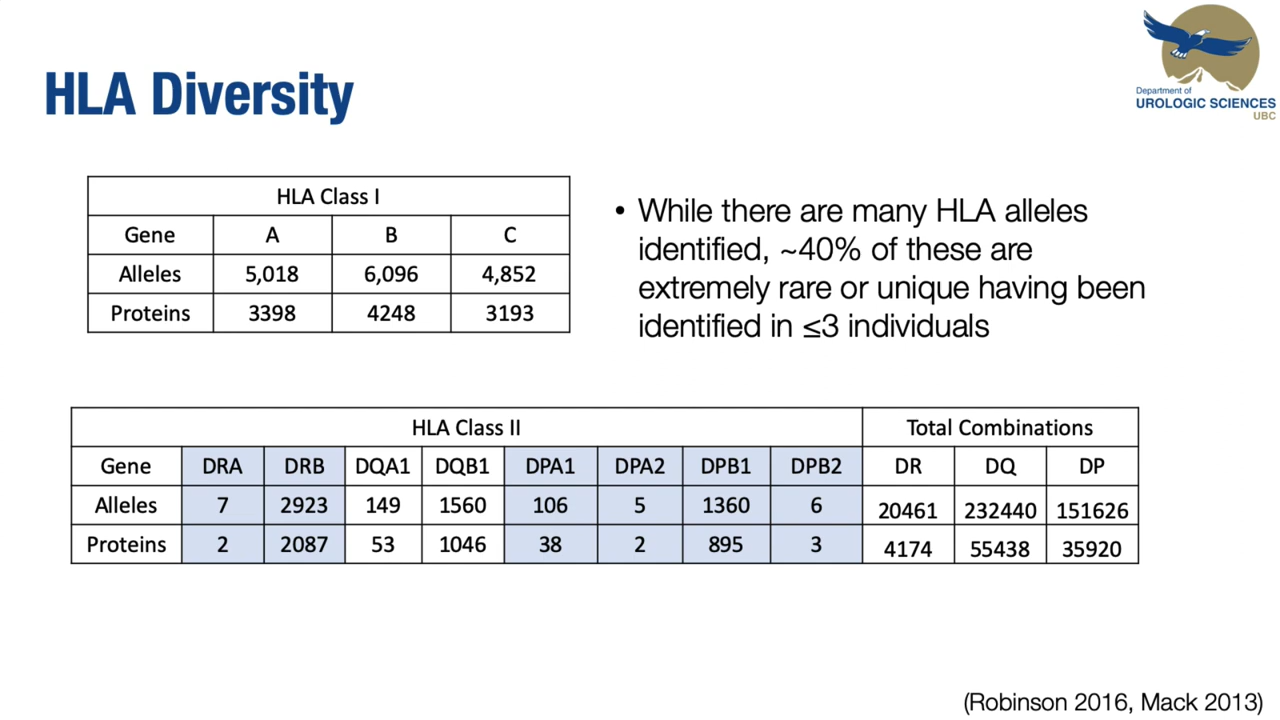 Department of
UROLOGIC SCIENCES
UBC
HLA Diversity
HLA Class I
Gene A B C
Alleles 5,018 6,096 4,852
Proteins 3398 4248 3193
• While there are many HLA alleles
identified, ~40% of these are
extremely rare or unique having been
identified in ≤3 individuals
HLA Class II Total Combinations
Gene DRA DRB DQA1 DQB1 DPA1 DPA2 DPB1 DPB2 DR DQ DP
Alleles 7 2923 149 1560 106 5 1360 6 20461 232440 151626
Proteins 2 2087 53 1046 38 2 895 3 4174 55438 35920
(Robinson 2016, Mack 2013)